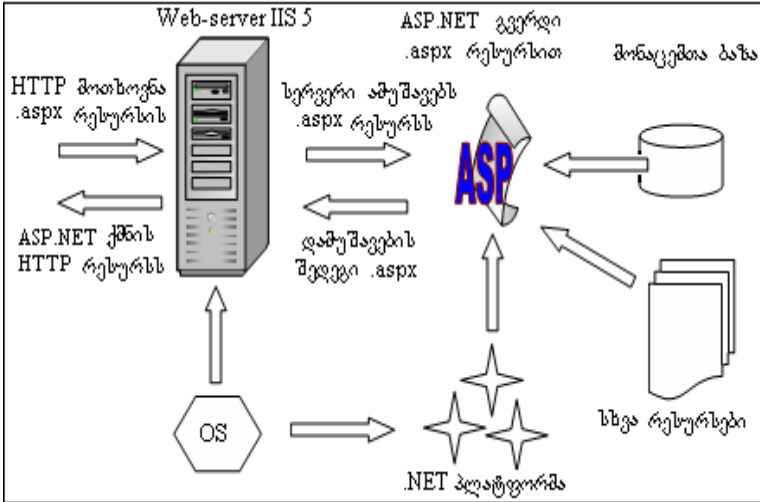 Web-server IIS 5
ASP.NET გვერდი
.aspx რესურსით
მონაცემთა ბაზა
HTTP მოთხოვნა
.aspx რესურსის
სერვერი ამუშავებს
.aspx რესურსს
ASP
ASP.NET ქმნის
HTTP რესურსს
დამუშავების
შედეგი .aspx
OS
.NET პლატფორმა
სხვა რესურსები